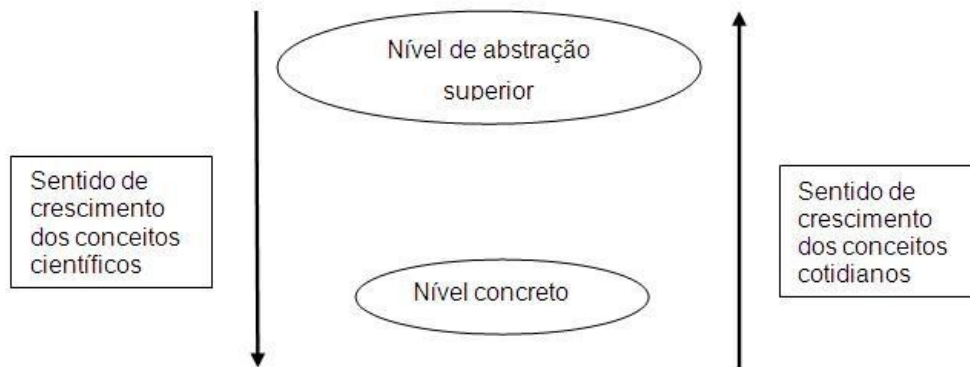 Nível de abstração
superior
Sentido de
crescimento
dos conceitos
científicos
Sentido de
crescimento
dos conceitos
cotidianos
Nível concreto